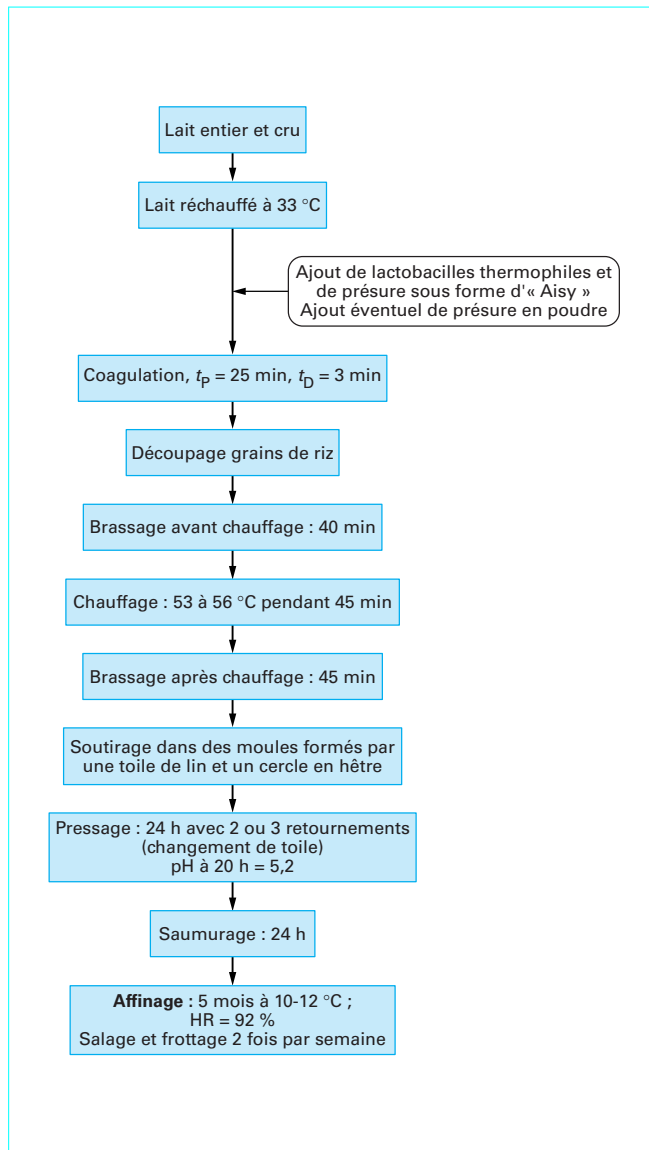 Lait entier et cru
Lait réchauffé à 33 °C
Ajout de lactobacilles thermophiles et
de présure sous forme d'« Aisy »
Ajout éventuel de présure en poudre
Coagulation, tP = 25 min, tD = 3 min
Découpage grains de riz
Brassage avant chauffage : 40 min
Chauffage : 53 à 56 °C pendant 45 min
Brassage après chauffage : 45 min
Soutirage dans des moules formés par
une toile de lin et un cercle en hêtre
Pressage : 24 h avec 2 ou 3 retournements
(changement de toile)
pH à 20 h = 5,2
Saumurage : 24 h
Affinage : 5 mois à 10-12 °C ;
HR = 92 %
Salage et frottage 2 fois par semaine